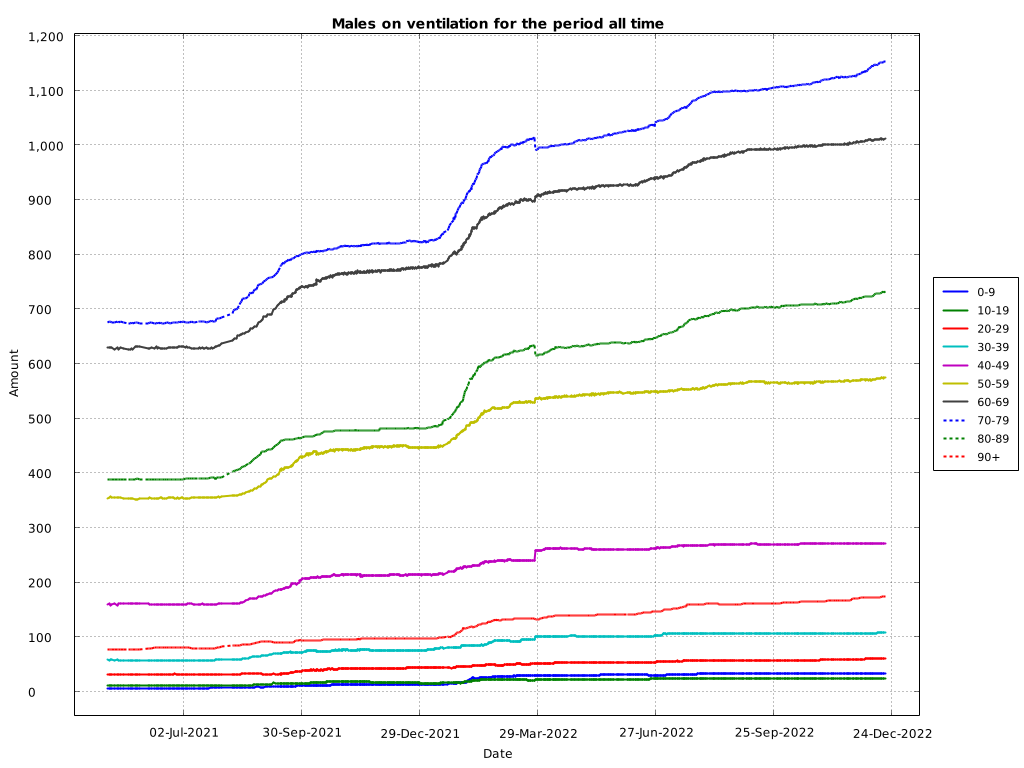 Males on ventilation for the period all time
1,200
1,100
1,000
900
800
700
600
500
400
300
200
100
0
Amount
02-Jul-2021
30-Sep-2021
29-Dec-2021
29-Mar-2022
27-Jun-2022
25-Sep-2022
24-Dec-2022
Date
0-9
10-19
20-29
30-39
40-49
50-59
60-69
70-79
80-89
90+